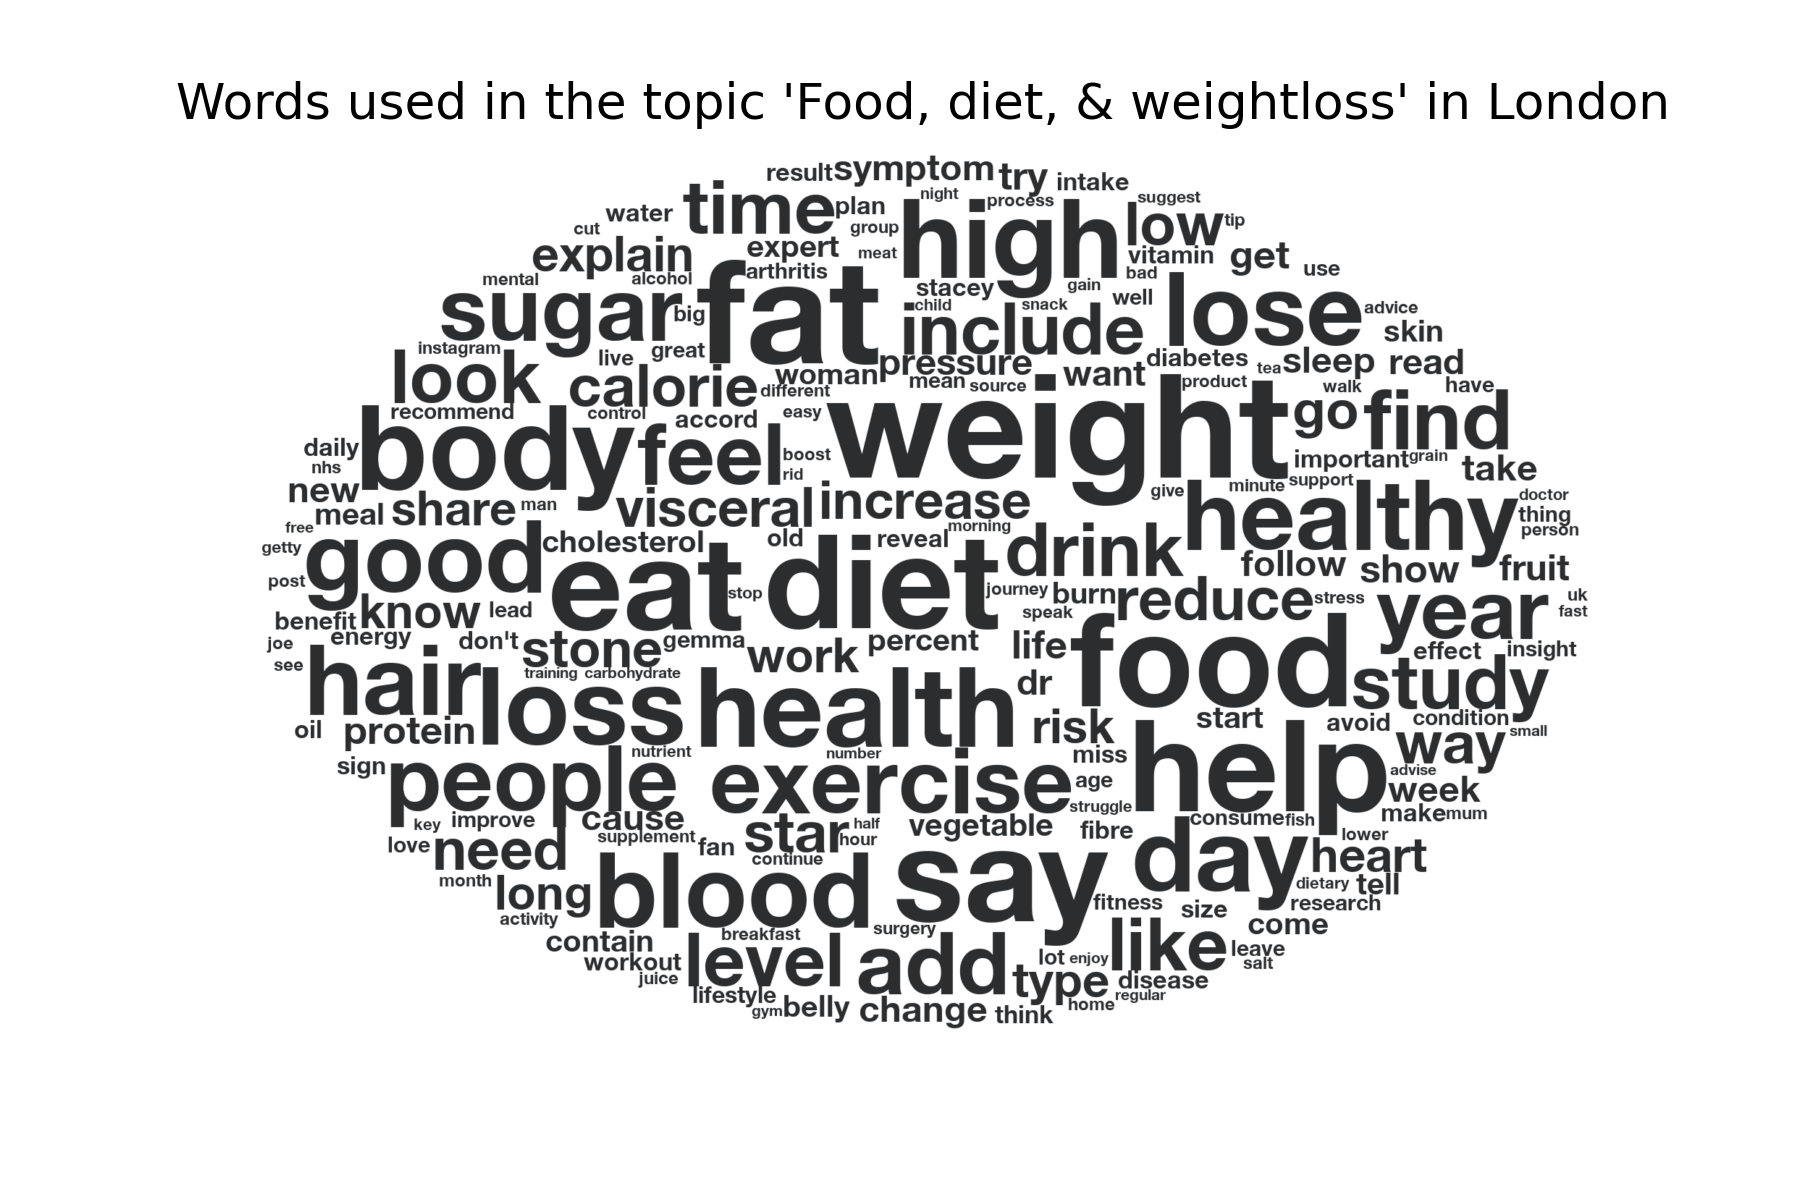 Words used in the topic 'Food, diet, & weightloss' in London
result symptom try intake
night process suggest
water time plan high low tip
cut group
explain expert meat vitamin get use
mental alcohol arthritis bad
sugar fat stacey gain well lose advice
big child snack include skin
instagram live great pressure diabetes tea sleep read
look calorie woman mean source want product walk have
different
recommend control accord easy weight go find
daily body feel boost important grain take
nhs rid
new visceral increase give minute support healthy doctor
meal share man thing
free morning person
getty good cholesterol old reveal drink follow show fruit
post eat stop diet journey burn reduce stress year uk
benefit know lead speak fast
joe energy don't stone gemma work percent life food effect insight
see training carbohydrate
hair loss health dr study
oil protein risk start avoid condition small
nutrient number miss help way
sign people exercise age advise week
struggle make mum
key improve cause star half vegetable fibre consume fish
love need supplement fan hour say day lower heart
continue
month long blood dietary tell
activity fitness size research
contain breakfast surgery like come
workout level add lot enjoy leave
juice type disease salt
lifestyle belly change home regular
gym think